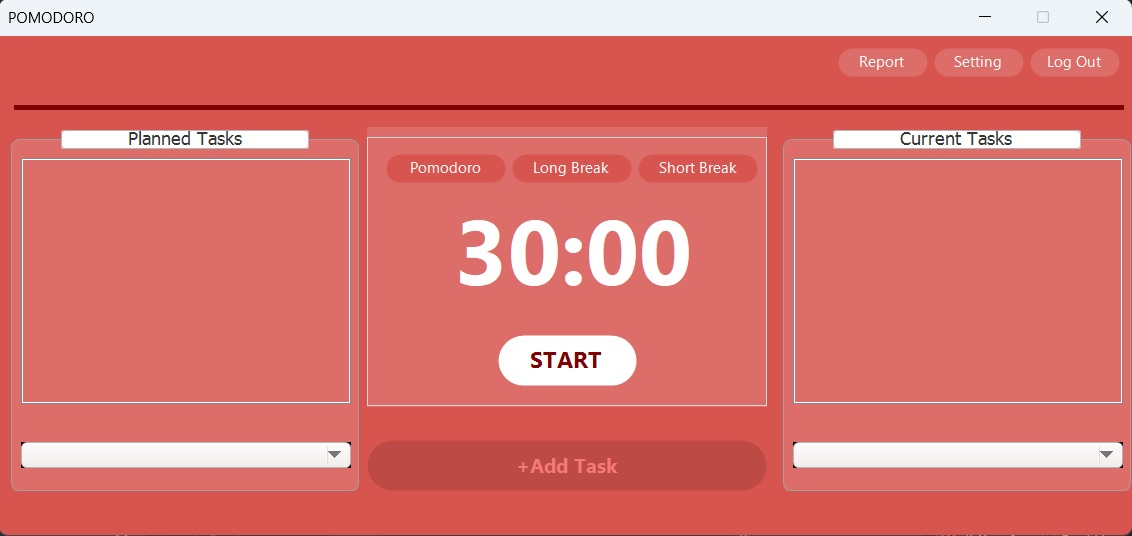 POMODORO
Report
Setting
Log Out
Planned Tasks
Current Tasks
Pomodoro
Long Break
Short Break
30:00
START
+Add Task